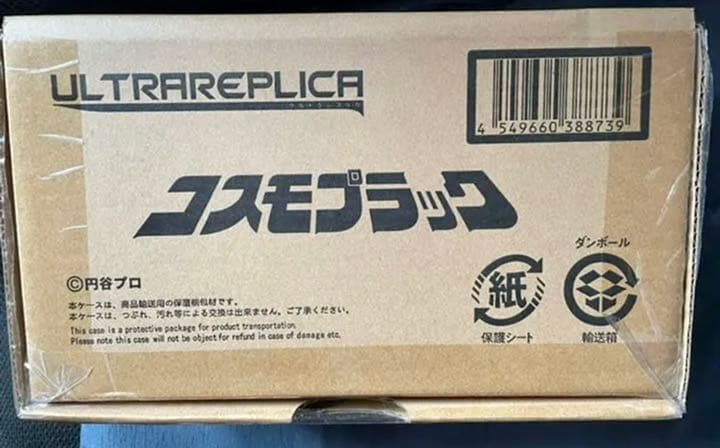 ULTRAREPLICA
ウルトラレプリカ
4 549660 388739
コスモプラック
ダンボール
©円谷プロ
紙
本ケースは、商品輸送用の保護梱包材です。
本ケースは、つぶれ、汚れ等による交換は出来ません。ご了承ください。
This case is a protective package for product transportation.
Please note this case will not be object for refund in case of damage etc.
保護シート
輸送箱